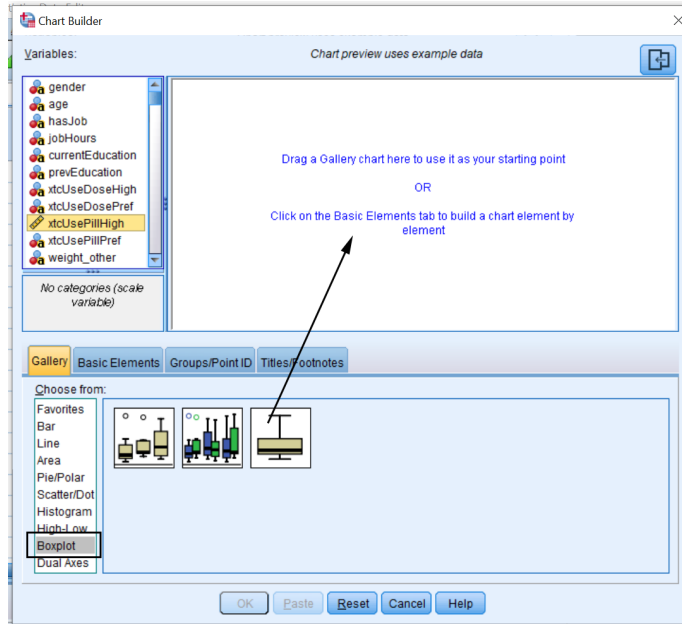 Chart Builder
Variables:
Chart preview uses example data
gender
age
hasJob
jobHours
currentEducation
prevEducation
xtcUseDoseHigh
xtcUseDosePref
xtcUsePillHigh
xtcUsePillPref
weight_other
Drag a Gallery chart here to use it as your starting point
OR
Click on the Basic Elements tab to build a chart element by
element
No categories (scale
variable)
Gallery Basic Elements Groups/Point ID Titles/Footnotes
Choose from:
Favorites
Bar
Line
Area
Pie/Polar
Scatter/Dot
Histogram
High-Low
Boxplot
Dual Axes
OK Paste Reset Cancel Help